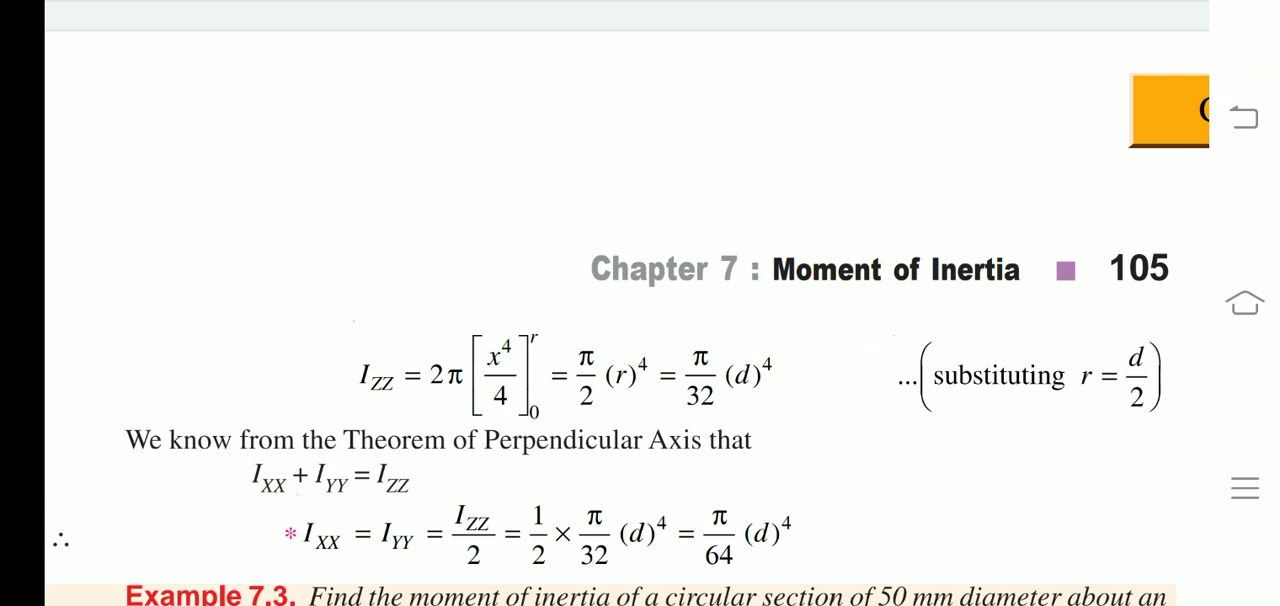 Chapter 7 : Moment of Inertia ■ 105
I_ZZ = 2π [x⁴/4]₀^r = π/2 (r)⁴ = π/32 (d)⁴ ...(substituting r = d/2)
We know from the Theorem of Perpendicular Axis that
I_XX + I_YY = I_ZZ
∴ * I_XX = I_YY = I_ZZ/2 = 1/2 × π/32 (d)⁴ = π/64 (d)⁴
Example 7.3. Find the moment of inertia of a circular section of 50 mm diameter about an